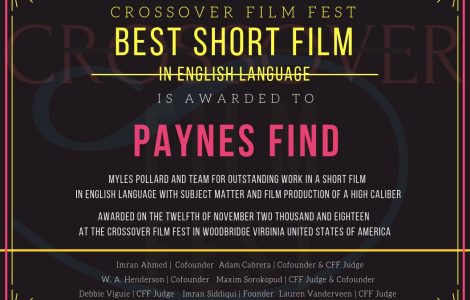 CROSSOVER FILM FEST
BEST SHORT FILM
IN ENGLISH LANGUAGE
IS AWARDED TO
PAYNES FIND
MYLES POLLARD AND TEAM FOR OUTSTANDING WORK IN A SHORT FILM
IN ENGLISH LANGUAGE WITH SUBJECT MATTER AND FILM PRODUCTION OF A HIGH CALIBER
AWARDED ON THE TWELFTH OF NOVEMBER TWO THOUSAND AND EIGHTEEN
AT THE CROSSOVER FILM FEST IN WOODBRIDGE VIRGINIA UNITED STATES OF AMERICA
Imran Ahmed | Cofounder Adam Cabrera | Cofounder & CFF Judge
W. A. Henderson | Cofounder Maxim Sorokopud | CFF Judge & Cofounder
Debbie Viguie | CFF Judge Imran Siddiqui | Founder Lauren Vanderveen | CFF Judge
CROSSOVER
FILM